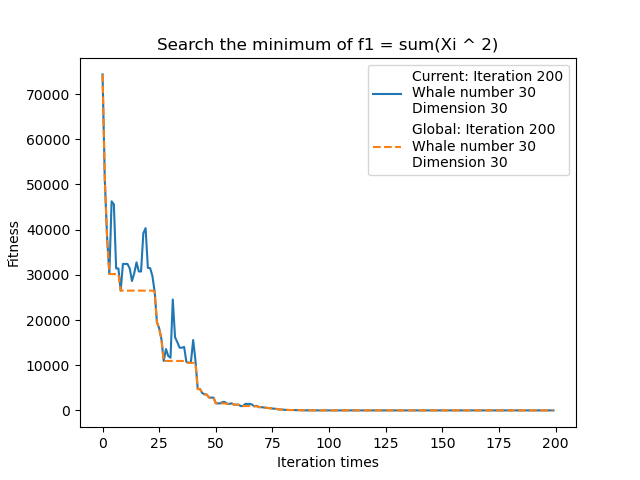 Search the minimum of f1 = sum(Xi ^ 2)
Current: Iteration 200
Whale number 30
Dimension 30
Global: Iteration 200
Whale number 30
Dimension 30
Fitness
70000
60000
50000
40000
30000
20000
10000
0
0 25 50 75 100 125 150 175 200
Iteration times